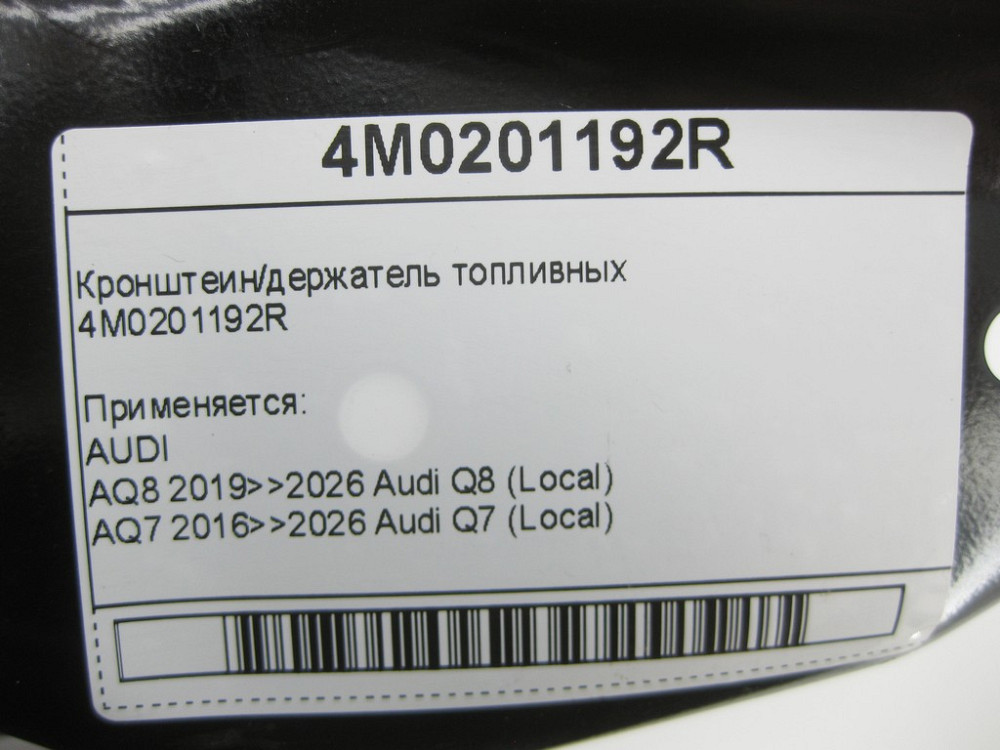 4M0201192R
Кронштеин/держатель топливных
4M0201192R
Применяется:
AUDI
AQ8 2019>>2026 Audi Q8 (Local)
AQ7 2016>>2026 Audi Q7 (Local)